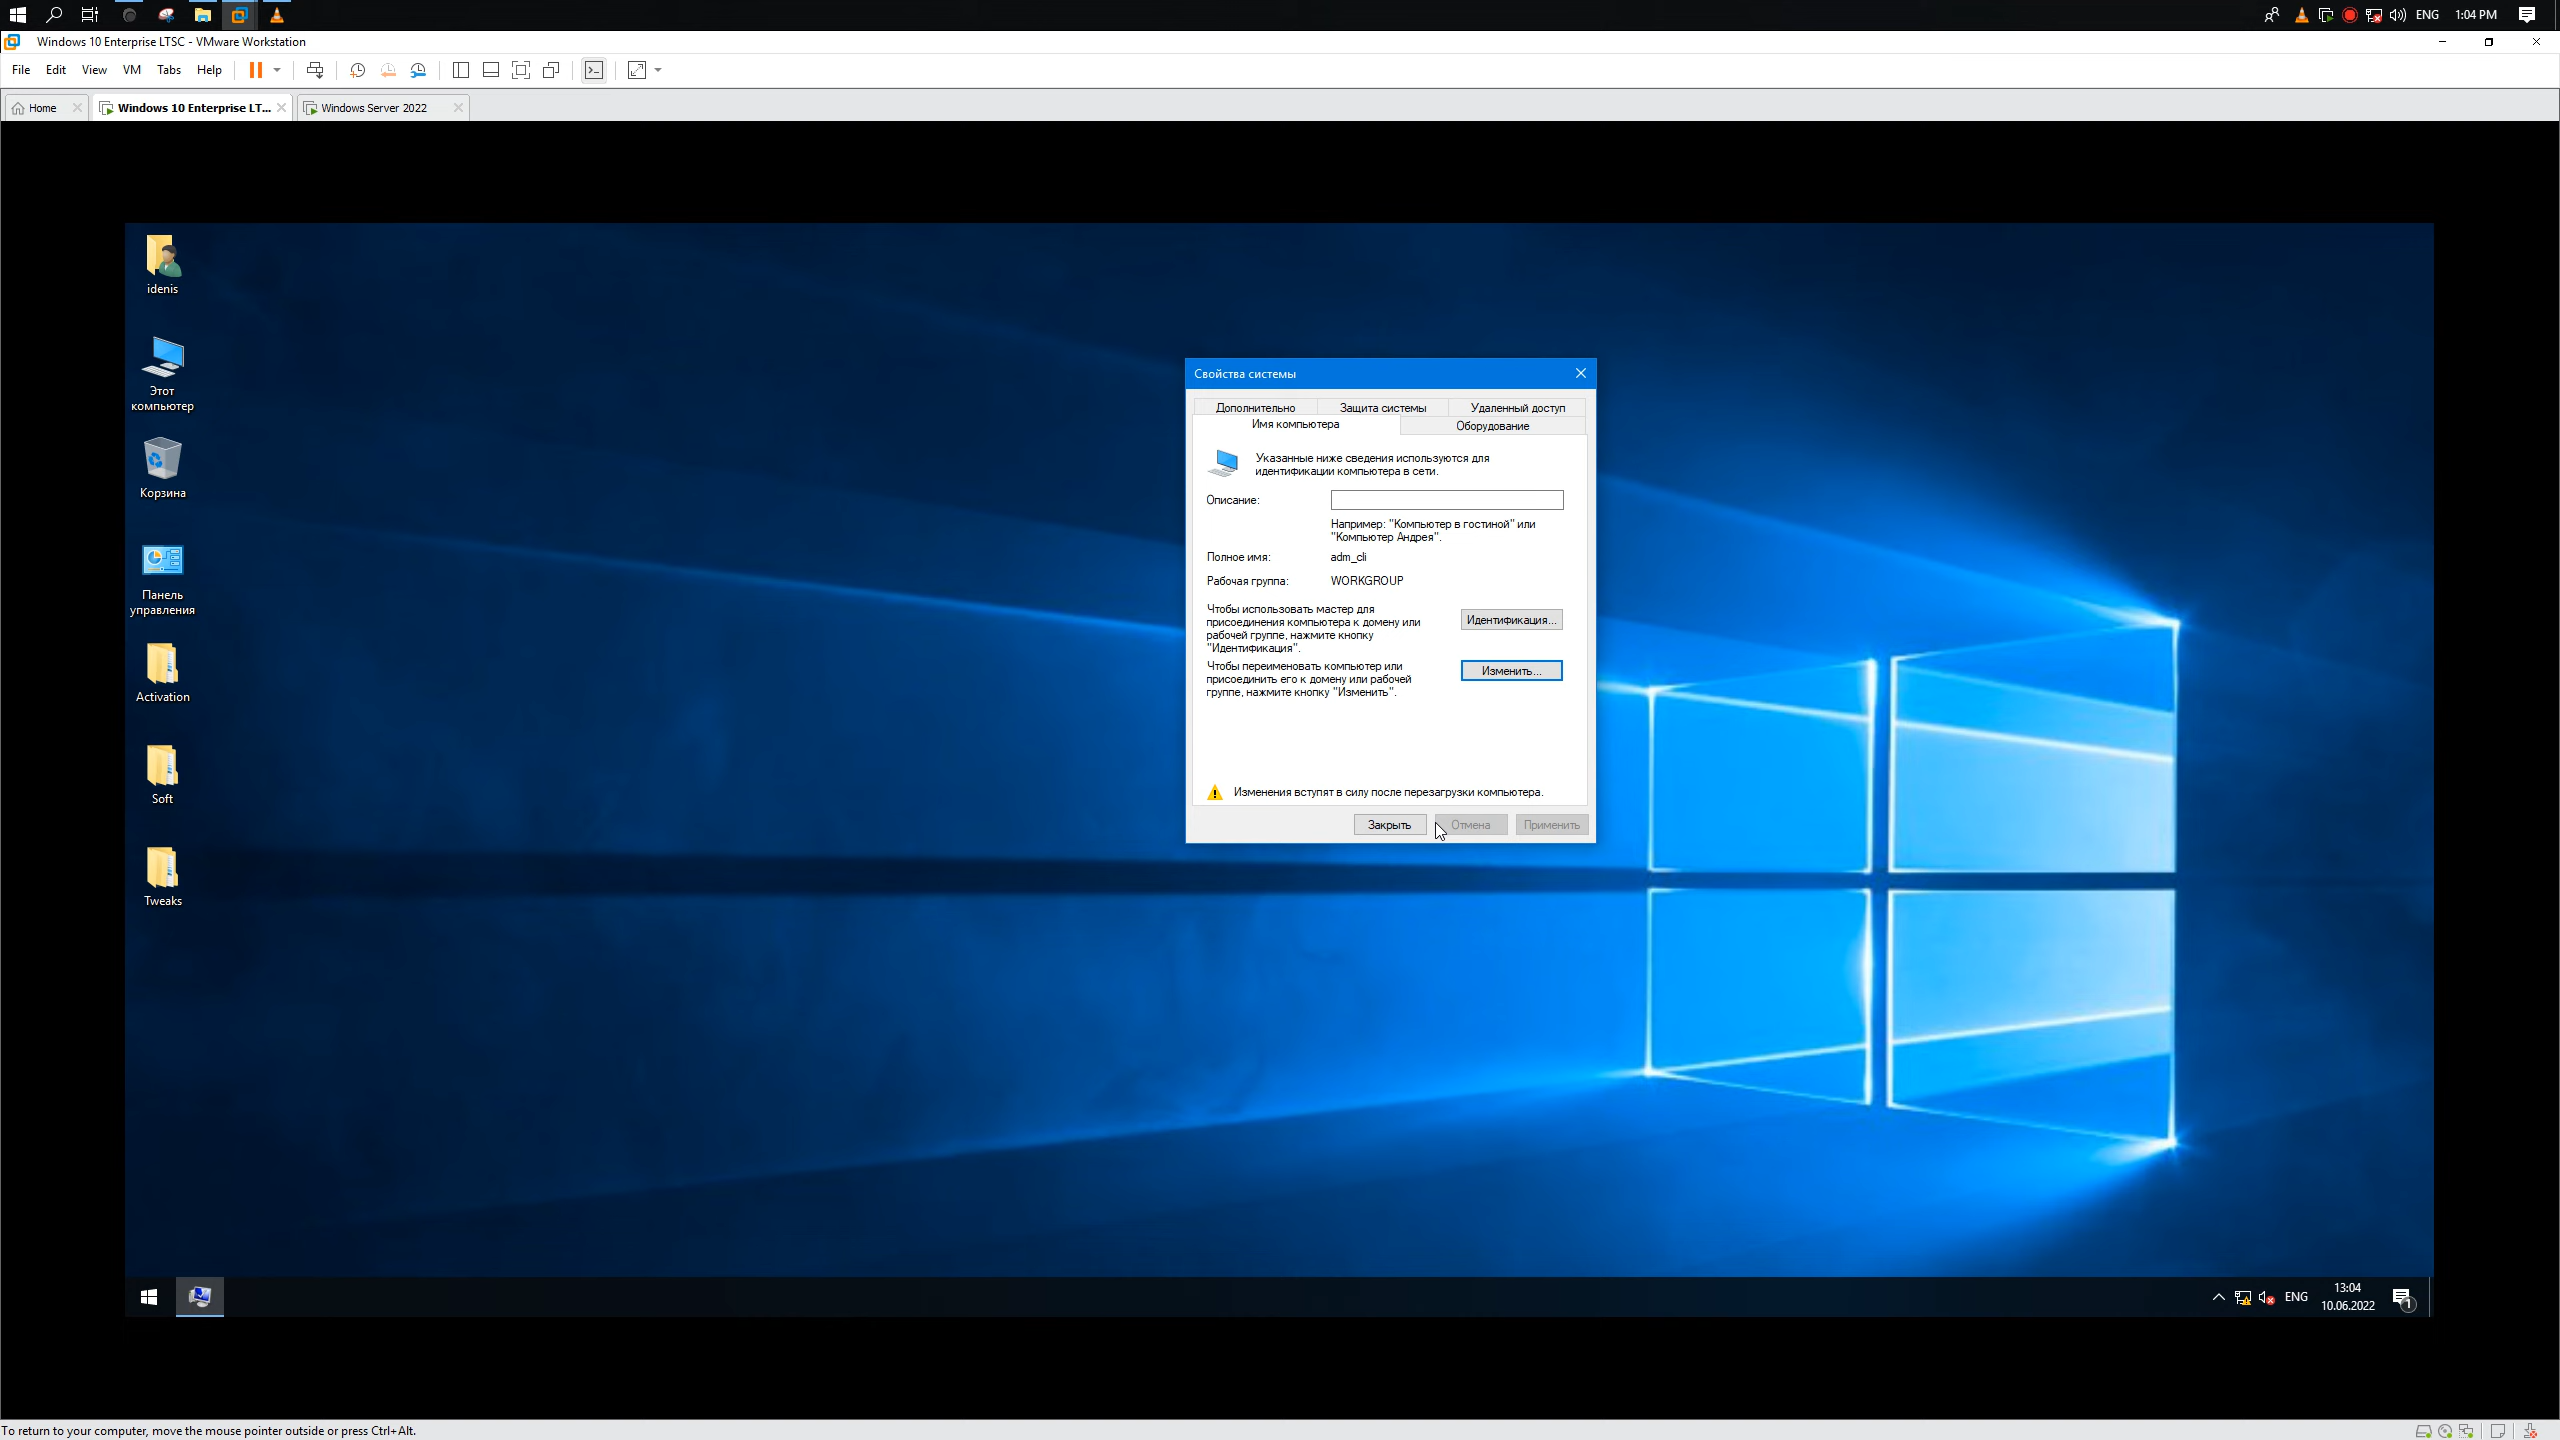 ENG
1:04 PM
Windows 10 Enterprise LTSC - VMware Workstation
File Edit View VM Tabs Help
Home
Windows 10 Enterprise LT...
Windows Server 2022
idenis
Этот
компьютер
Корзина
Панель
управления
Activation
Soft
Tweaks
Свойства системы
Дополнительно
Защита системы
Удаленный доступ
Имя компьютера
Оборудование
Указанные ниже сведения используются для
идентификации компьютера в сети.
Описание:
Например: "Компьютер в гостиной" или
"Компьютер Андрея".
Полное имя: adm_cli
Рабочая группа: WORKGROUP
Чтобы использовать мастер для
присоединения компьютера к домену или
рабочей группе, нажмите кнопку
"Идентификация".
Идентификация...
Чтобы переименовать компьютер или
присоединить его к домену или рабочей
группе, нажмите кнопку "Изменить".
Изменить...
Изменения вступят в силу после перезагрузки компьютера.
Закрыть
Отмена
Применить
ENG
13:04
10.06.2022
1
To return to your computer, move the mouse pointer outside or press Ctrl+Alt.